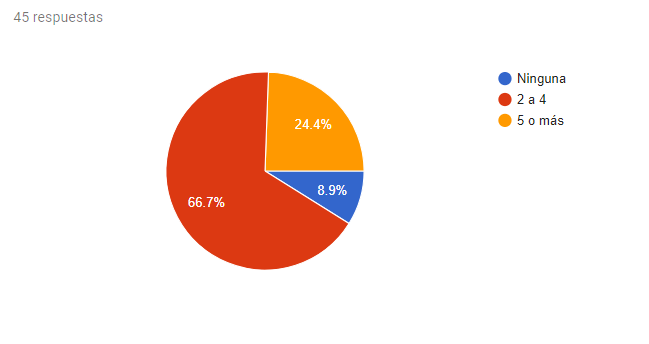 45 respuestas
Ninguna
2 a 4
5 o más
24.4%
8.9%
66.7%